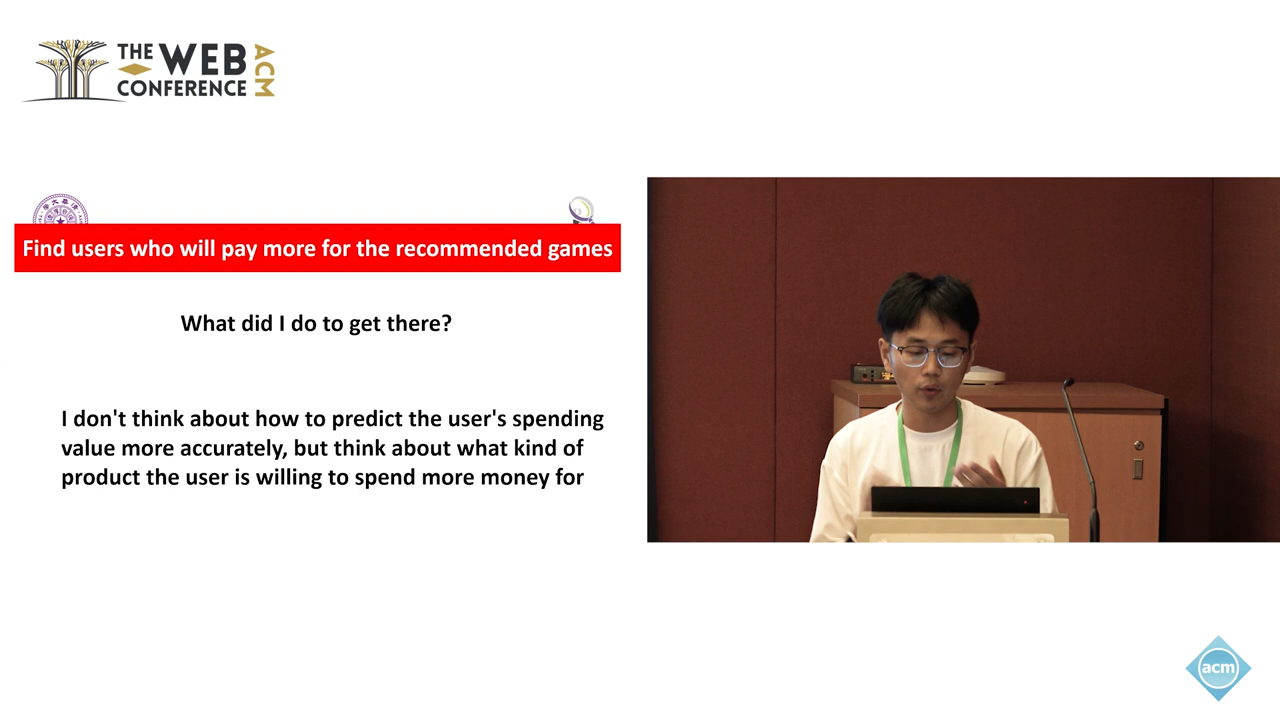 THE WEB
CONFERENCE
ACM
Find users who will pay more for the recommended games
What did I do to get there?
I don't think about how to predict the user's spending
value more accurately, but think about what kind of
product the user is willing to spend more money for
acm